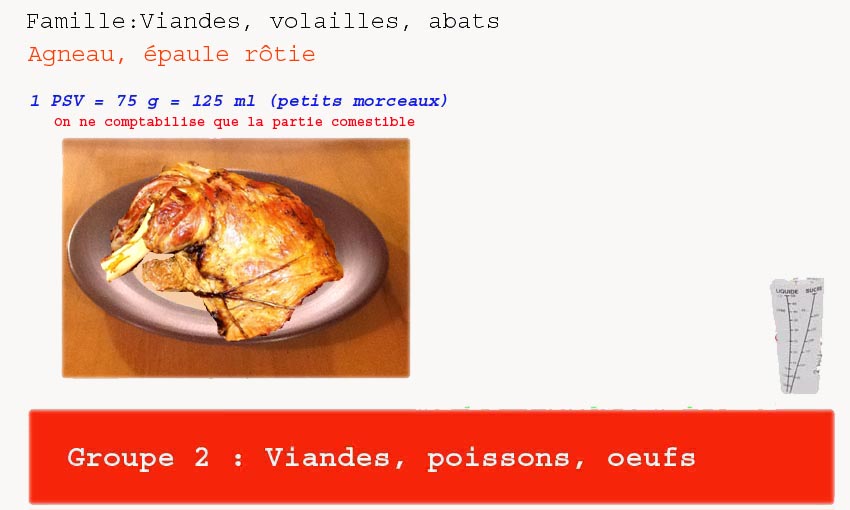 Famille:Viandes, volailles, abats
Agneau, épaule rôtie
1 PSV = 75 g = 125 ml (petits morceaux)
On ne comptabilise que la partie comestible
LIQUIDE SUCRE
Groupe 2 : Viandes, poissons, oeufs